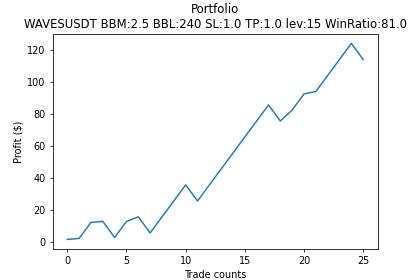 Portfolio
WAVESUSDT BBM:2.5 BBL:240 SL:1.0 TP:1.0 lev:15 WinRatio:81.0
Profit ($)
120
100
80
60
40
20
0
0 5 10 15 20 25
Trade counts